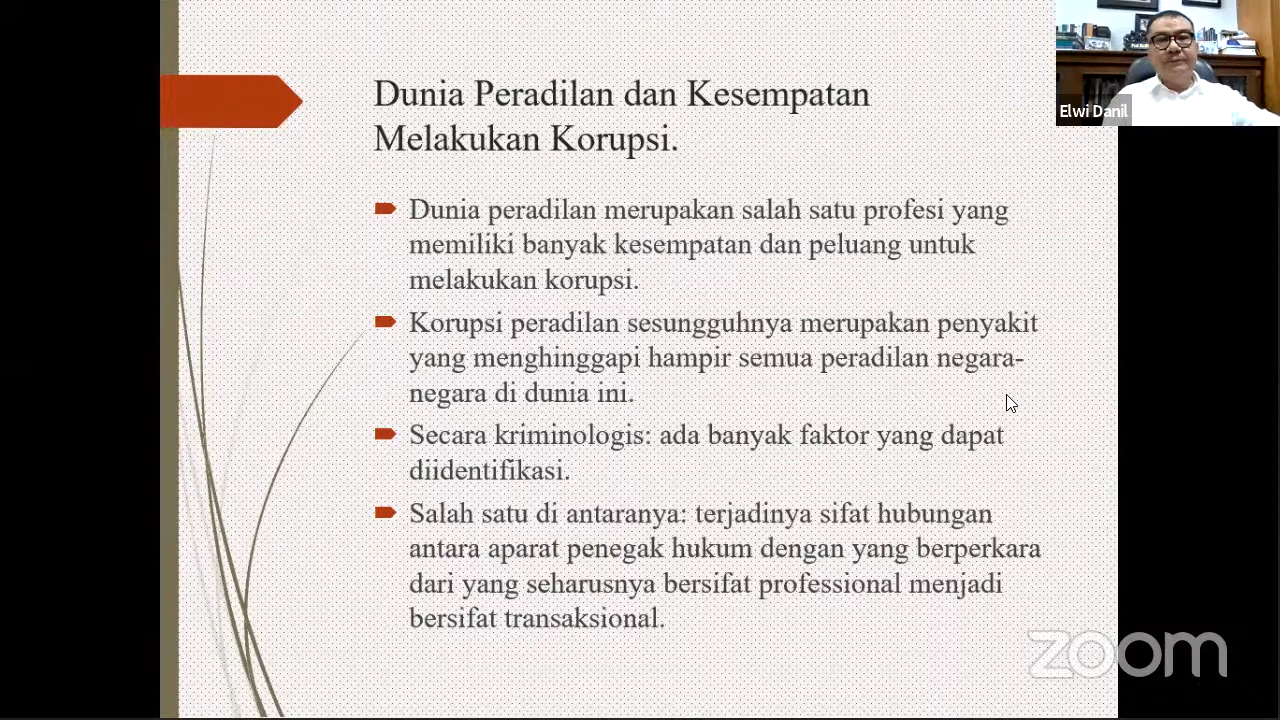 Dunia Peradilan dan Kesempatan
Melakukan Korupsi.
Dunia peradilan merupakan salah satu profesi yang
memiliki banyak kesempatan dan peluang untuk
melakukan korupsi.
Korupsi peradilan sesungguhnya merupakan penyakit
yang menghinggapi hampir semua peradilan negara-
negara di dunia ini.
Secara kriminologis: ada banyak faktor yang dapat
diidentifikasi.
Salah satu di antaranya: terjadinya sifat hubungan
antara aparat penegak hukum dengan yang berperkara
dari yang seharusnya bersifat professional menjadi
bersifat transaksional.
Elwi Danil
zoom